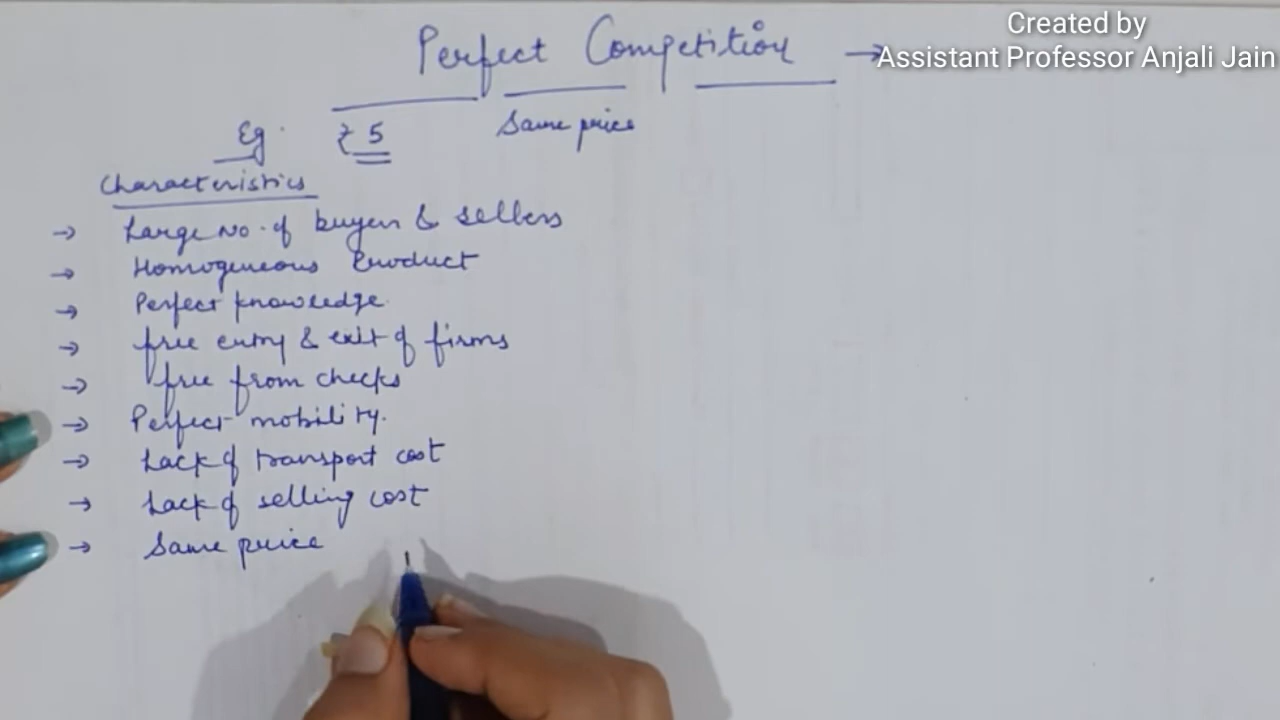 Created by
Assistant Professor Anjali Jain
Perfect Competition →
Eg. ₹ 5 Same price
Characteristics
→ Large No. of buyers & sellers
→ Homogeneous Product
→ Perfect knowledge.
→ free entry & exit of firms
→ free from checks
→ Perfect mobility.
→ Lack of transport cost
→ Lack of selling cost
→ Same price